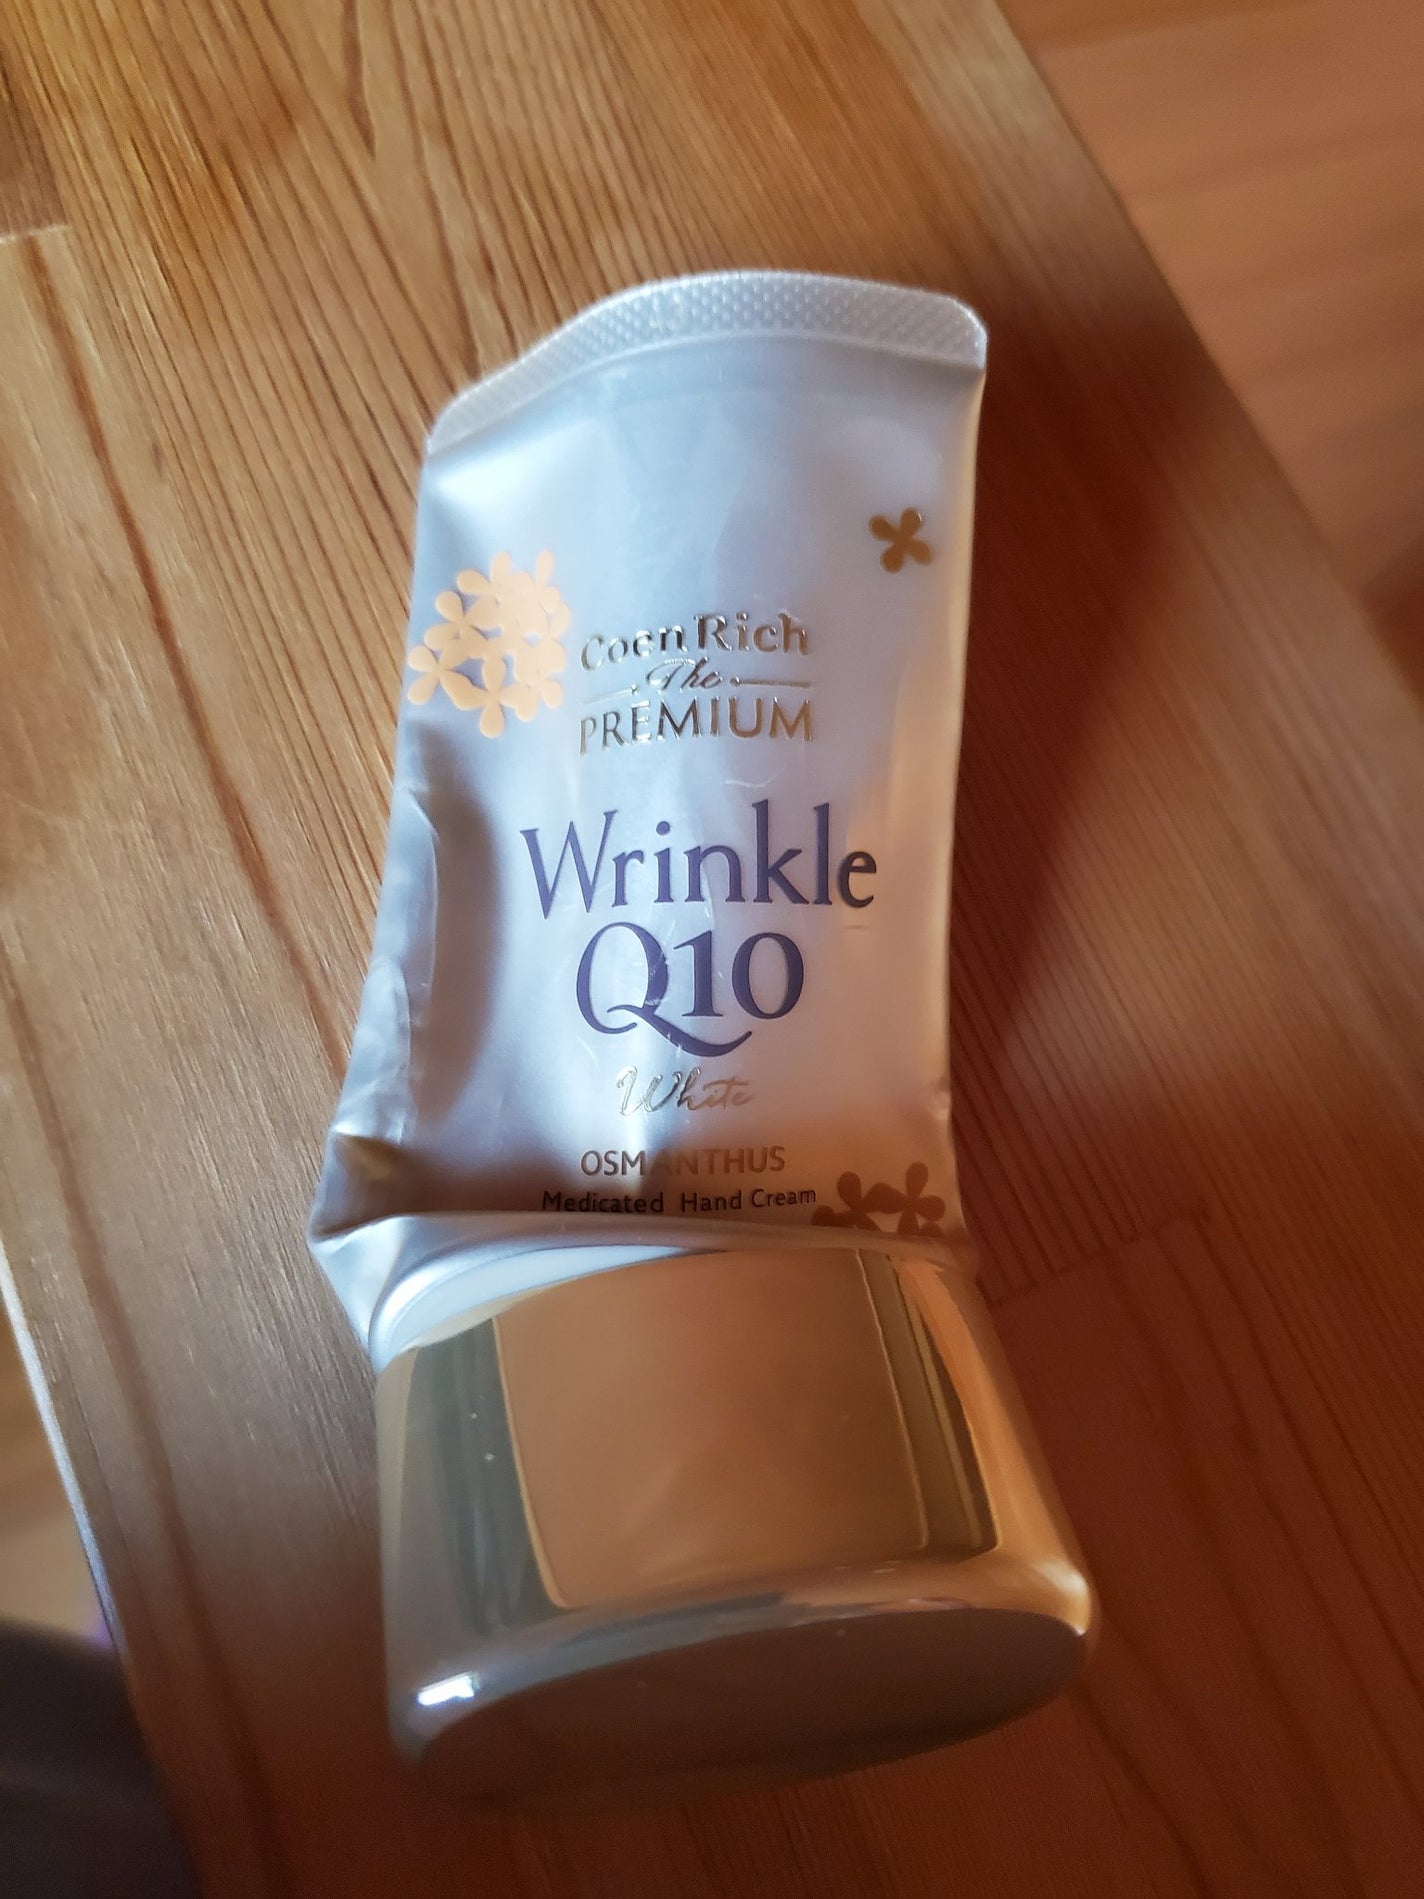 Coen Rich
The
PREMIUM
Wrinkle
Q10
White
OSMANTHUS
Medicated Hand Cream